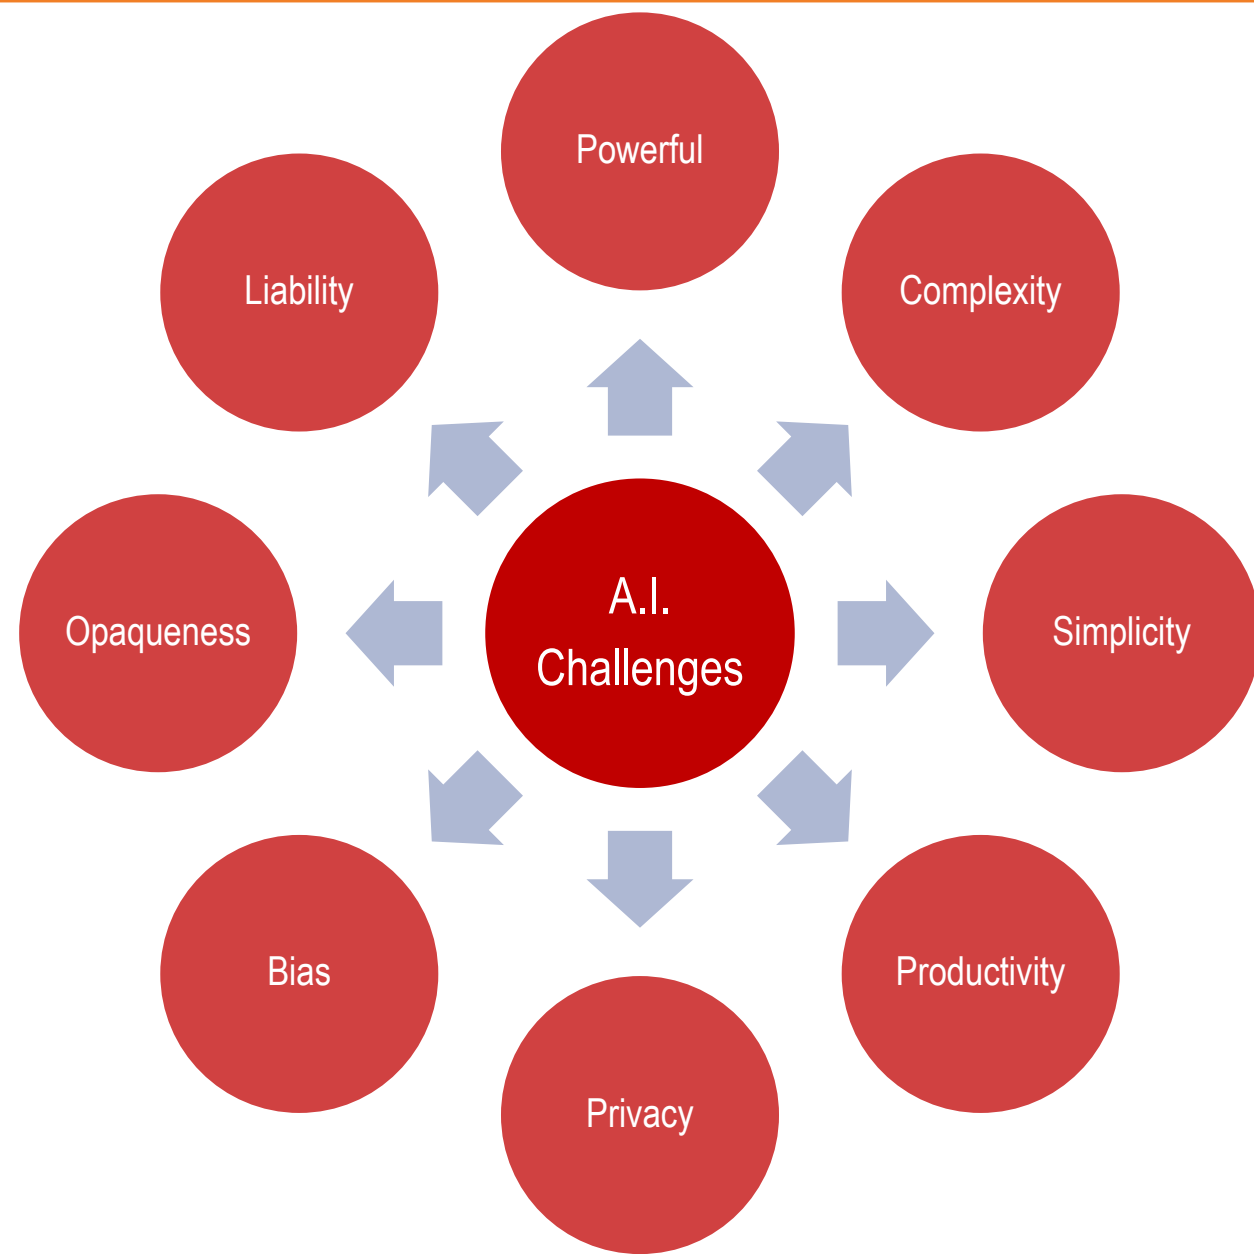 Powerful
Complexity
Simplicity
Productivity
Privacy
Bias
Opaqueness
Liability
A.I.
Challenges